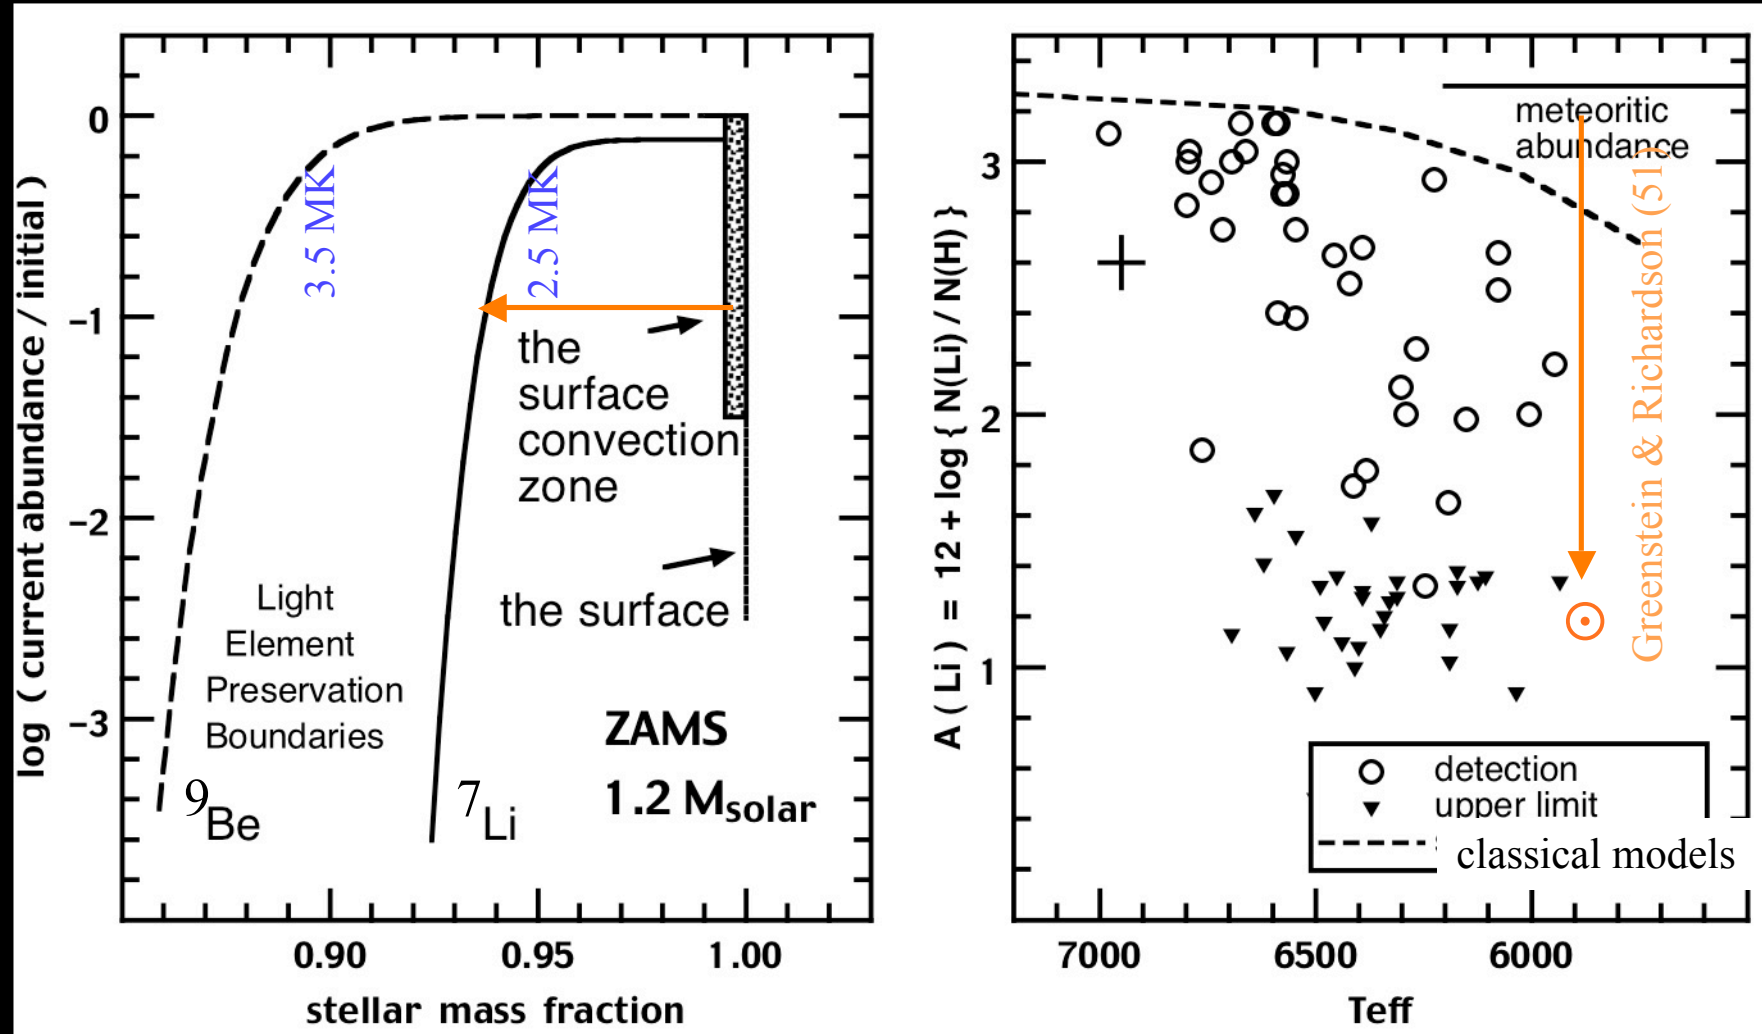 log ( current abundance / initial )
0
−1
−2
−3
3.5 MK
2.5 MK
the
surface
convection
zone
the surface
Light
Element
Preservation
Boundaries
ZAMS
1.2 Msolar
9Be
7Li
0.90
0.95
1.00
stellar mass fraction
A ( Li ) = 12 + log { N(Li) / N(H) }
3
2
1
meteoritic
abundance
Greenstein & Richardson (51)
detection
upper limit
classical models
7000
6500
6000
Teff